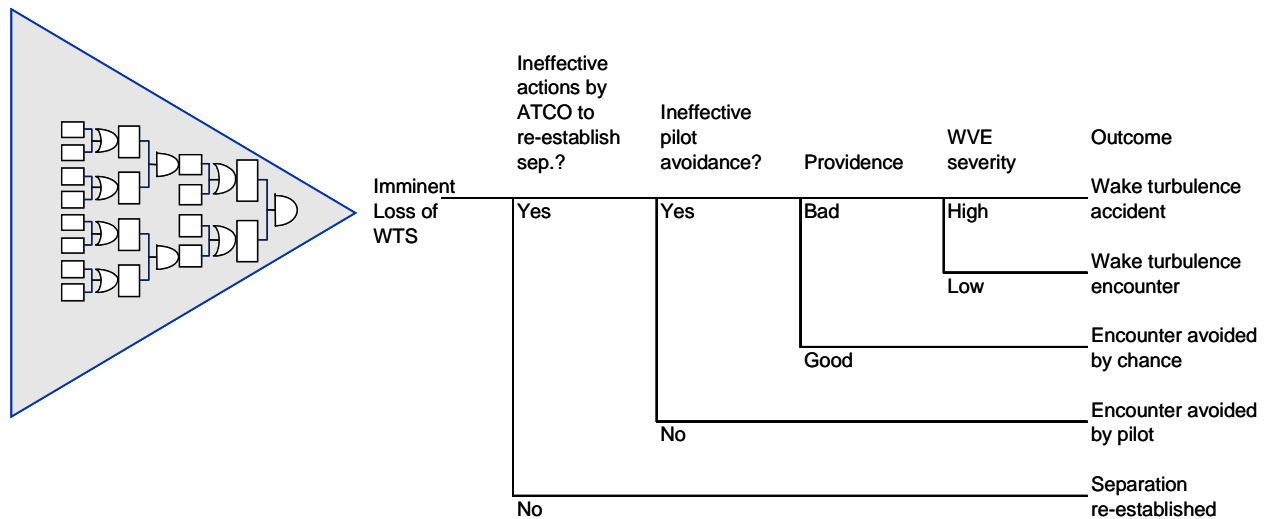 Ineffective
actions by
ATCO to
re-establish
sep.?
Ineffective
pilot
avoidance?
Providence
WVE
severity
Outcome
Imminent
Loss of
WTS
Yes
Yes
Bad
High
Wake turbulence
accident
Low
Wake turbulence
encounter
Good
Encounter avoided
by chance
No
Encounter avoided
by pilot
No
Separation
re-established